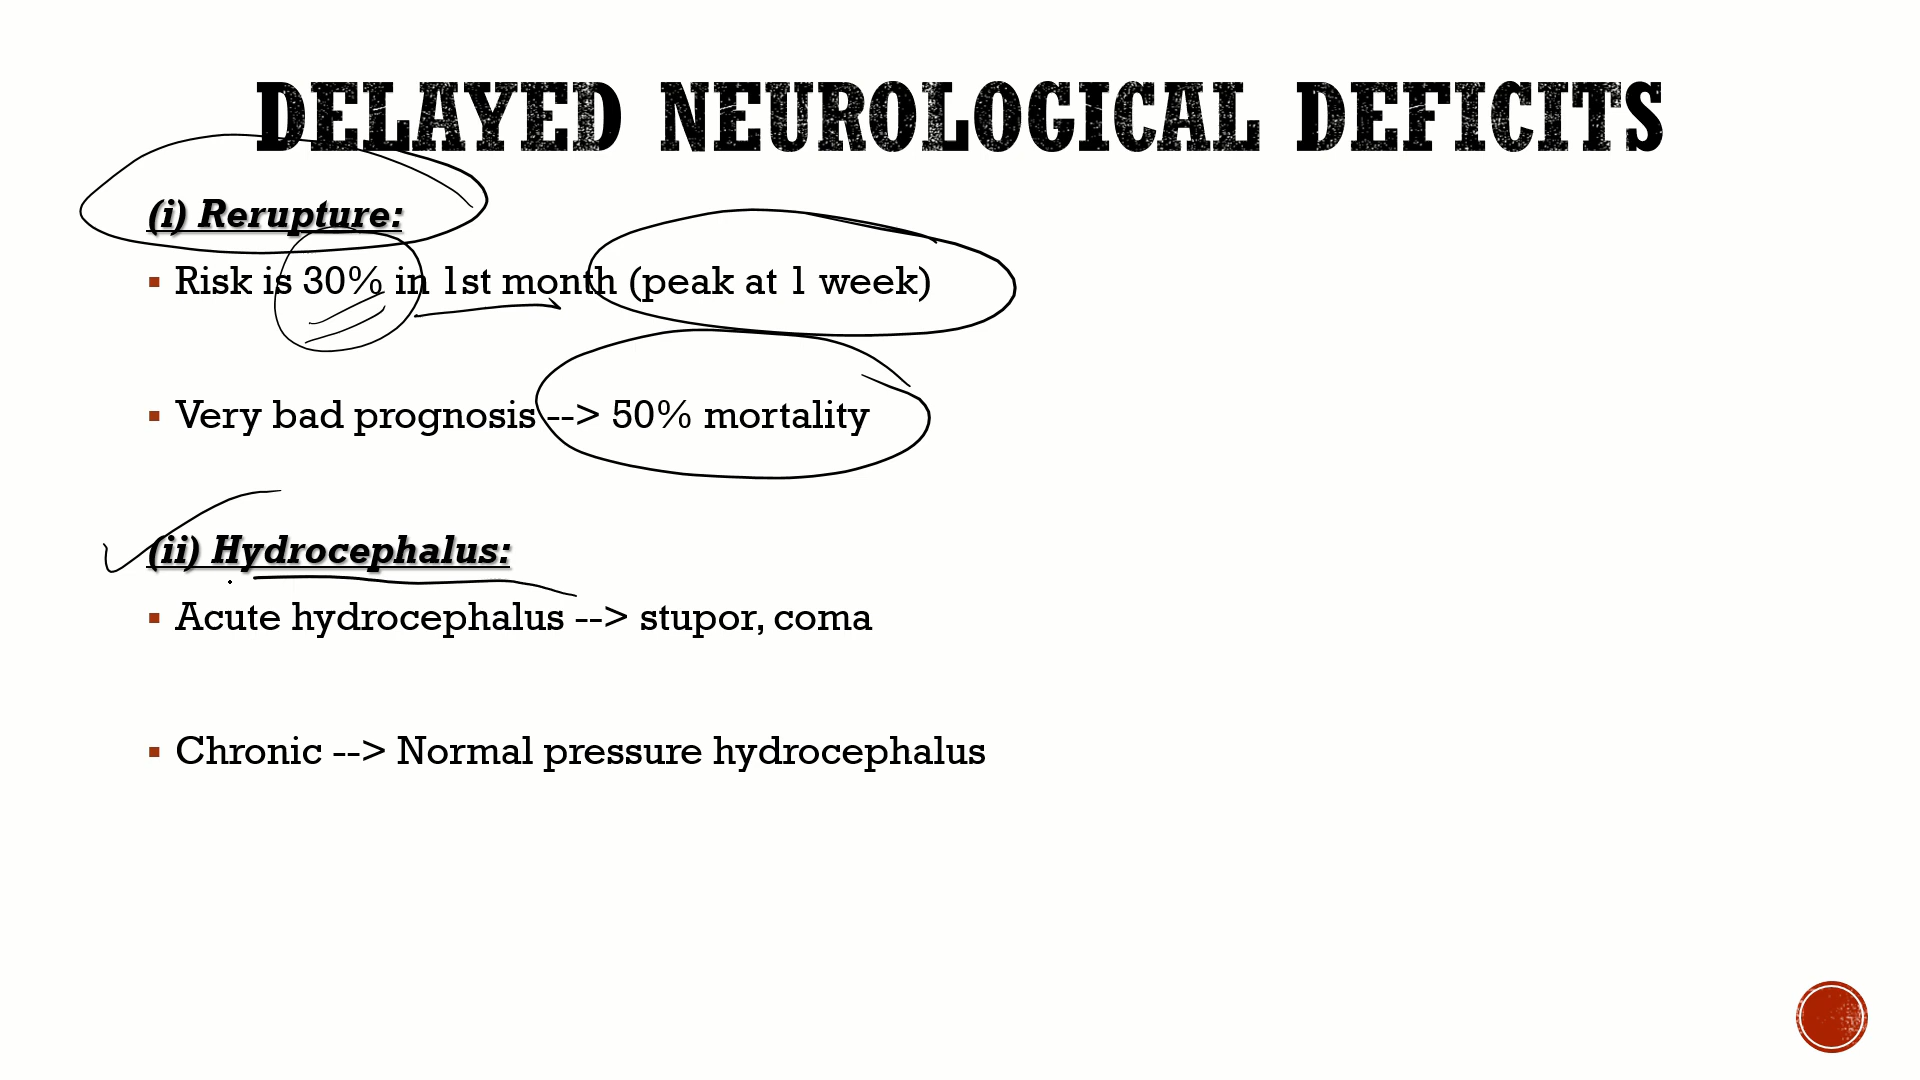 DELAYED NEUROLOGICAL DEFICITS
(i) Rerupture:
▪ Risk is 30% in 1st month (peak at 1 week)
▪ Very bad prognosis --> 50% mortality
(ii) Hydrocephalus:
▪ Acute hydrocephalus --> stupor, coma
▪ Chronic --> Normal pressure hydrocephalus